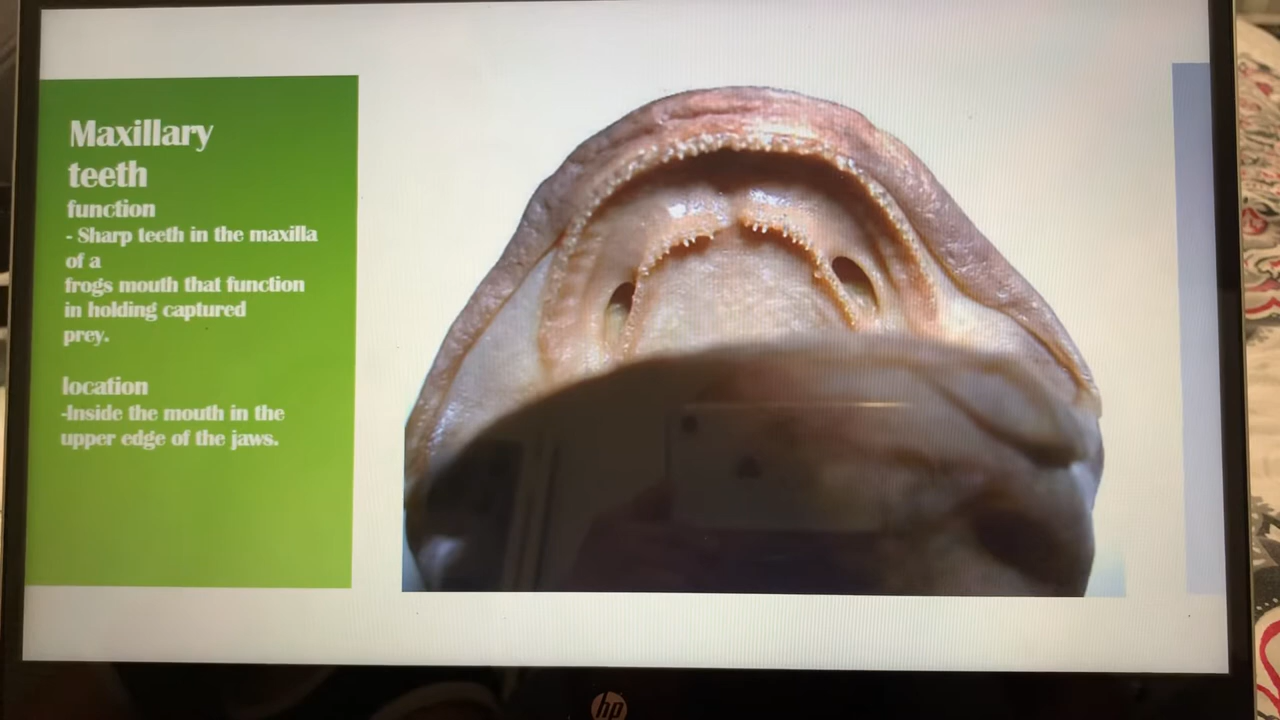 Maxillary
teeth
function
- Sharp teeth in the maxilla
of a
frogs mouth that function
in holding captured
prey.
location
-Inside the mouth in the
upper edge of the jaws.
hp